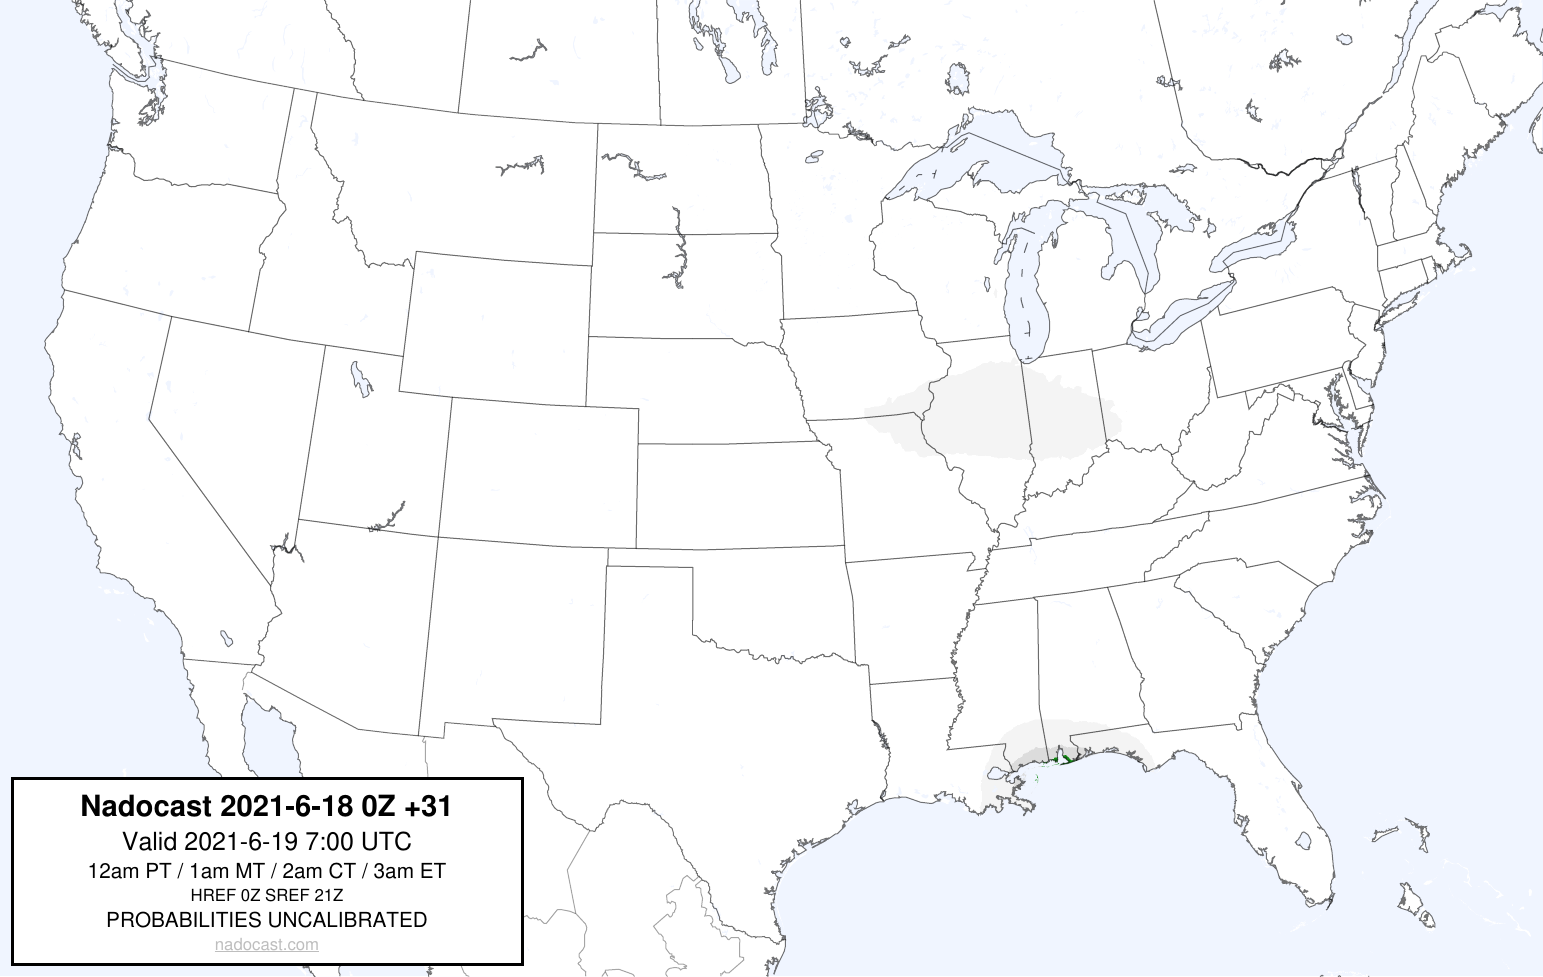 Nadocast 2021-6-18 0Z +31
Valid 2021-6-19 7:00 UTC
12am PT / 1am MT / 2am CT / 3am ET
HREF 0Z SREF 21Z
PROBABILITIES UNCALIBRATED
nadocast.com